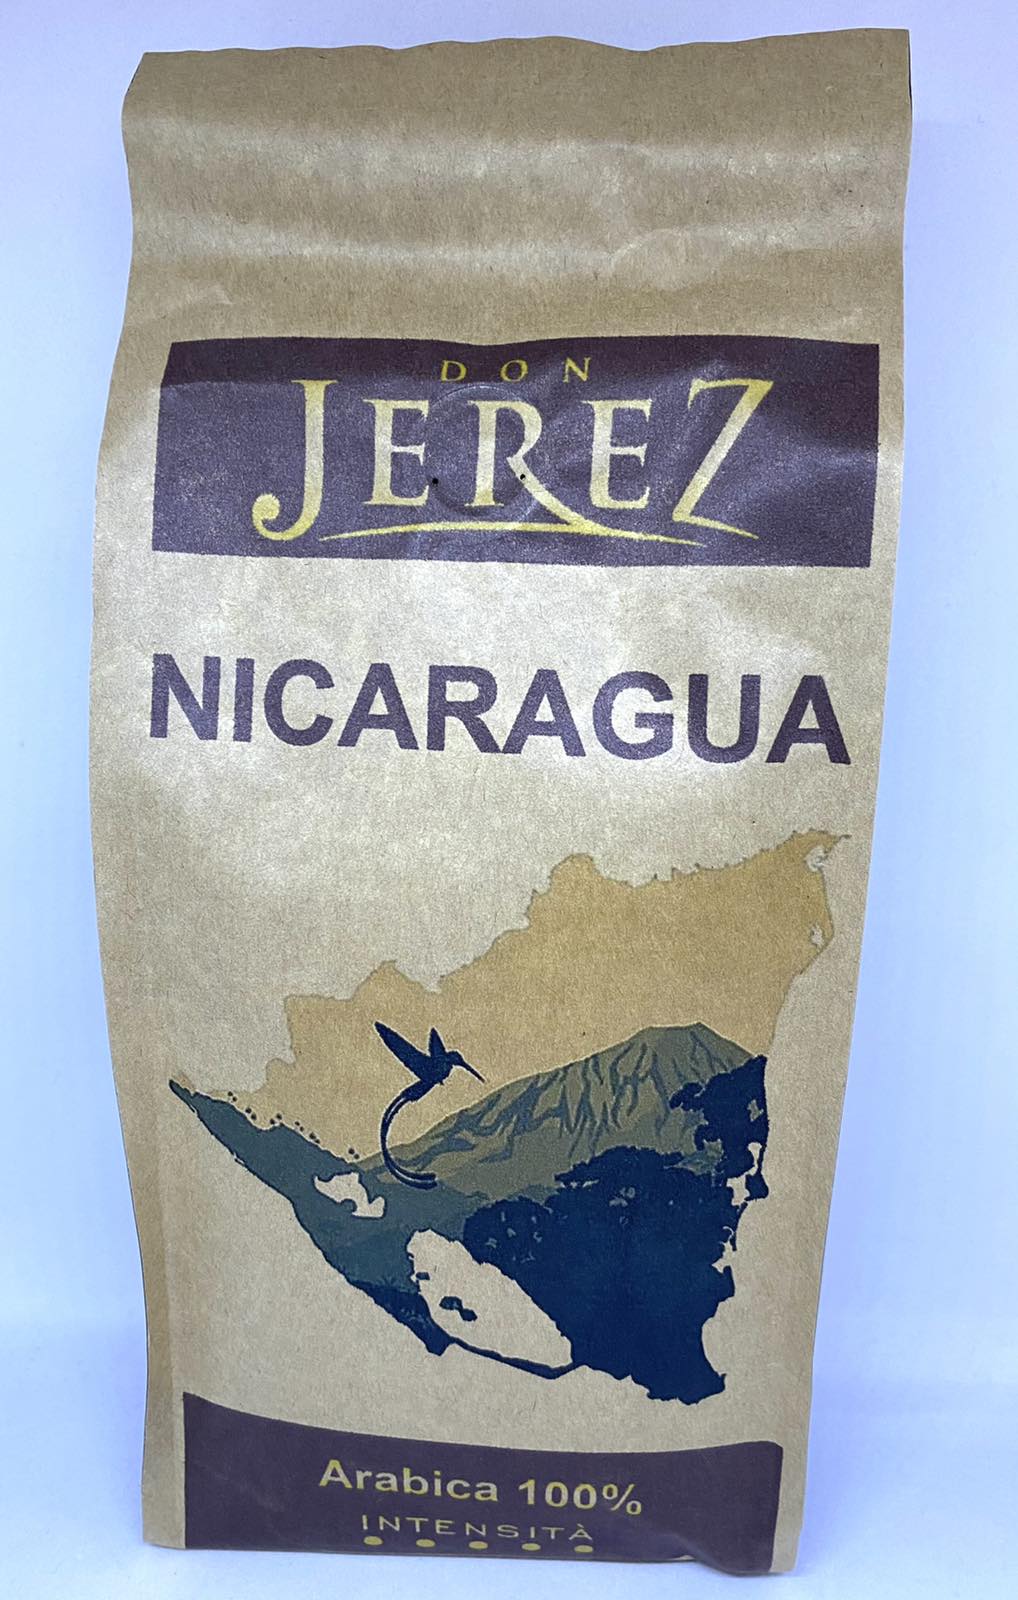 DON
JEREZ
NICARAGUA
Arabica 100%
INTENSITÀ